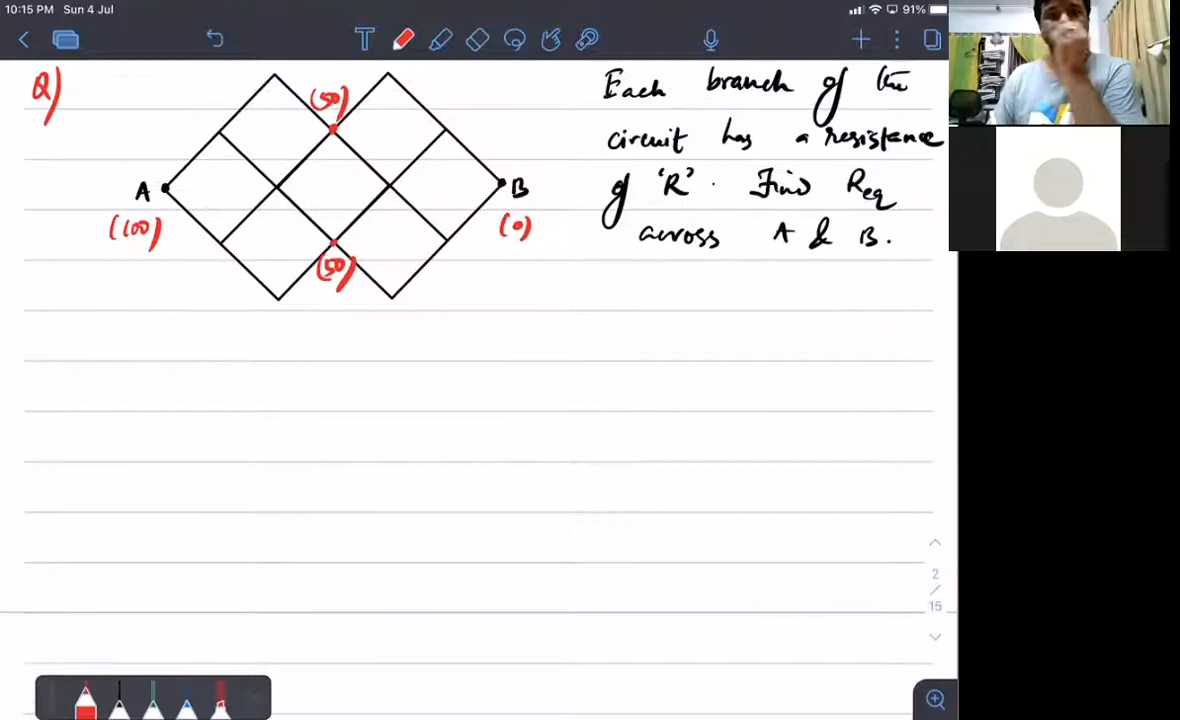 10:15 PM Sun 4 Jul
91%
T
Q)
(50)
A
(100)
B
(0)
(50)
Each branch of the
circuit has a resistance
of 'R'. Find Req
across A & B.
2
/
15